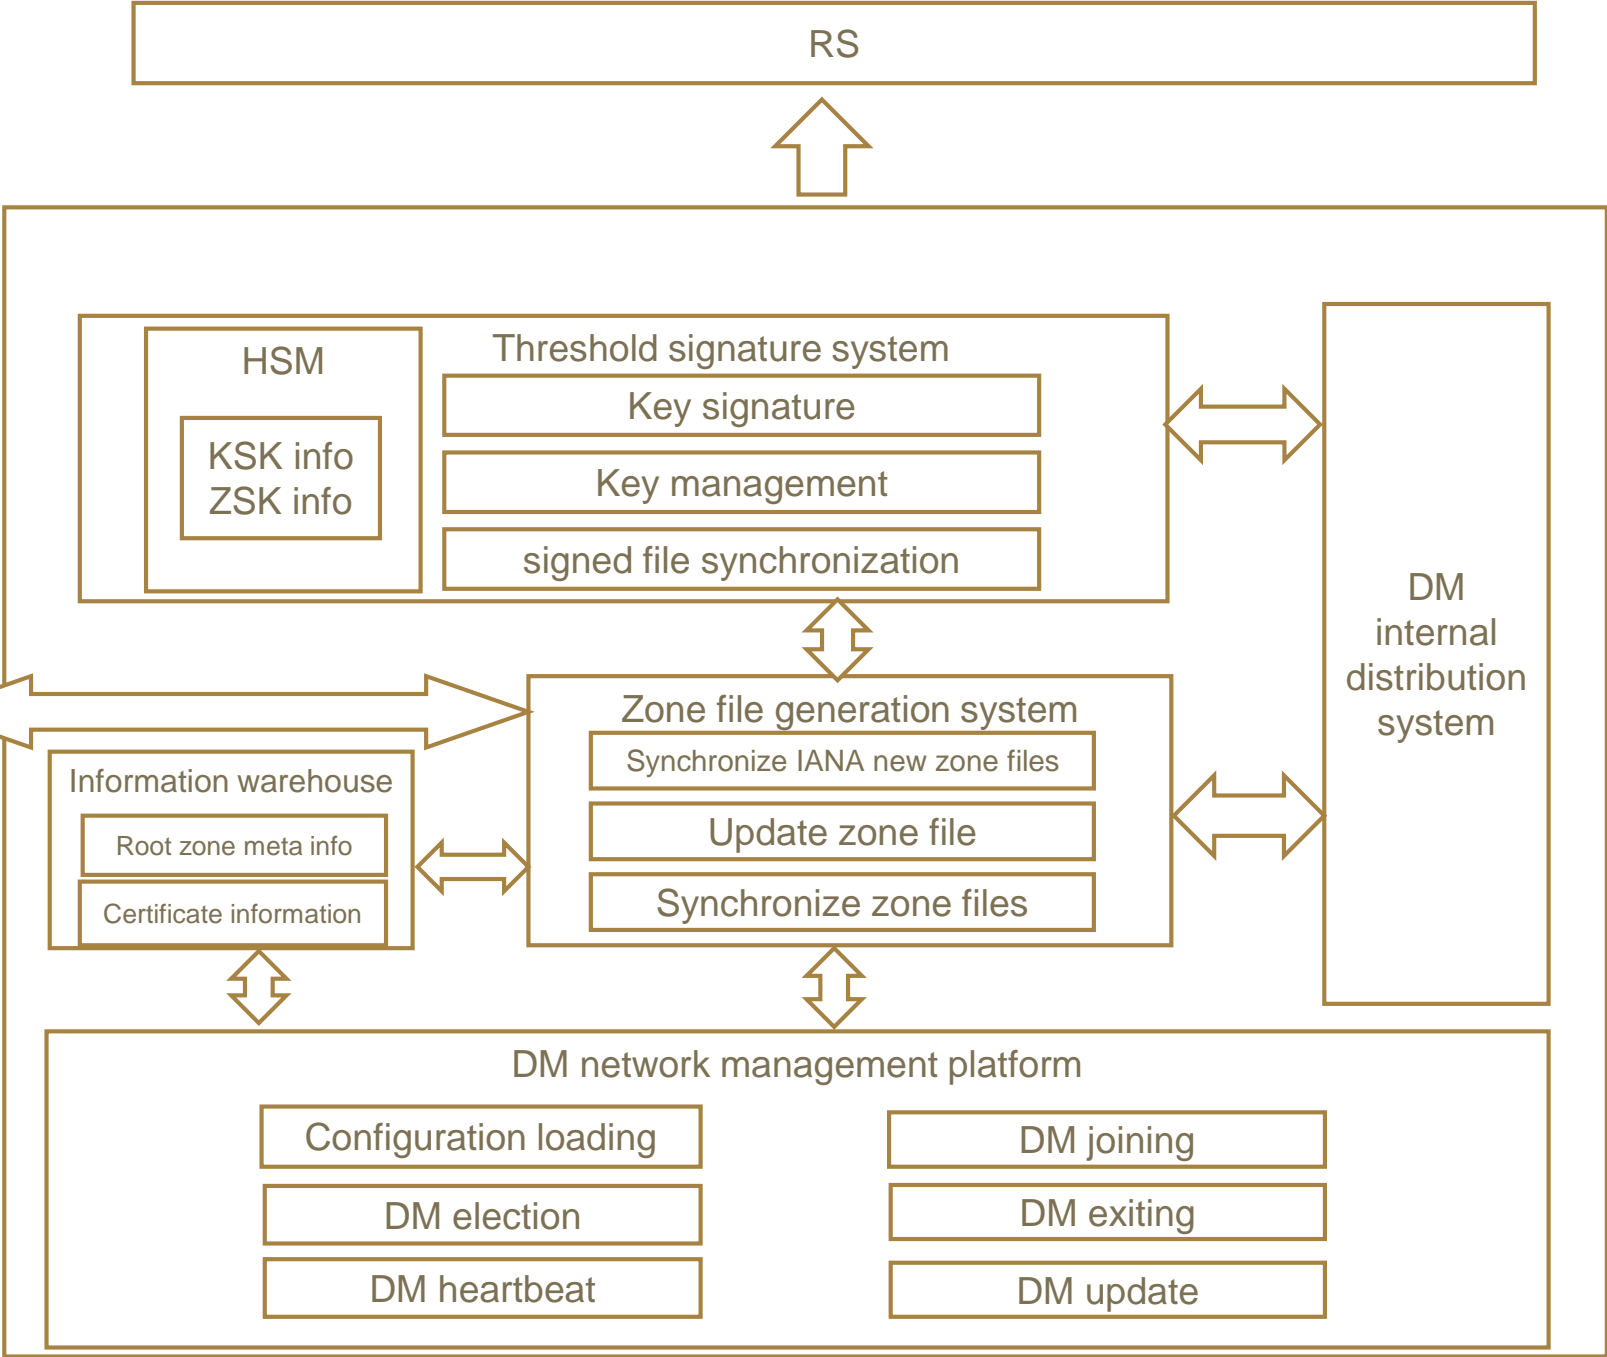 RS
HSM
KSK info
ZSK info
Threshold signature system
Key signature
Key management
signed file synchronization
DM
internal
distribution
system
Zone file generation system
Synchronize IANA new zone files
Update zone file
Synchronize zone files
Information warehouse
Root zone meta info
Certificate information
DM network management platform
Configuration loading
DM election
DM heartbeat
DM joining
DM exiting
DM update